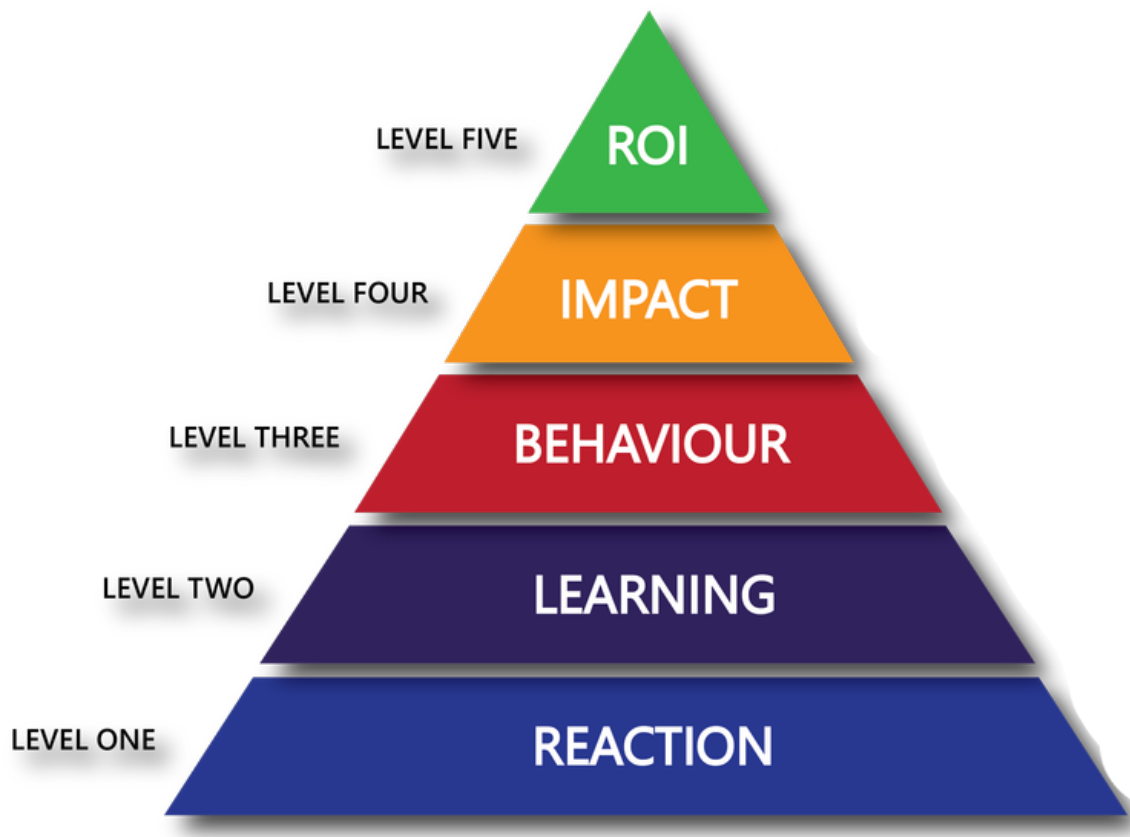 LEVEL FIVE ROI
LEVEL FOUR IMPACT
LEVEL THREE BEHAVIOUR
LEVEL TWO LEARNING
LEVEL ONE REACTION